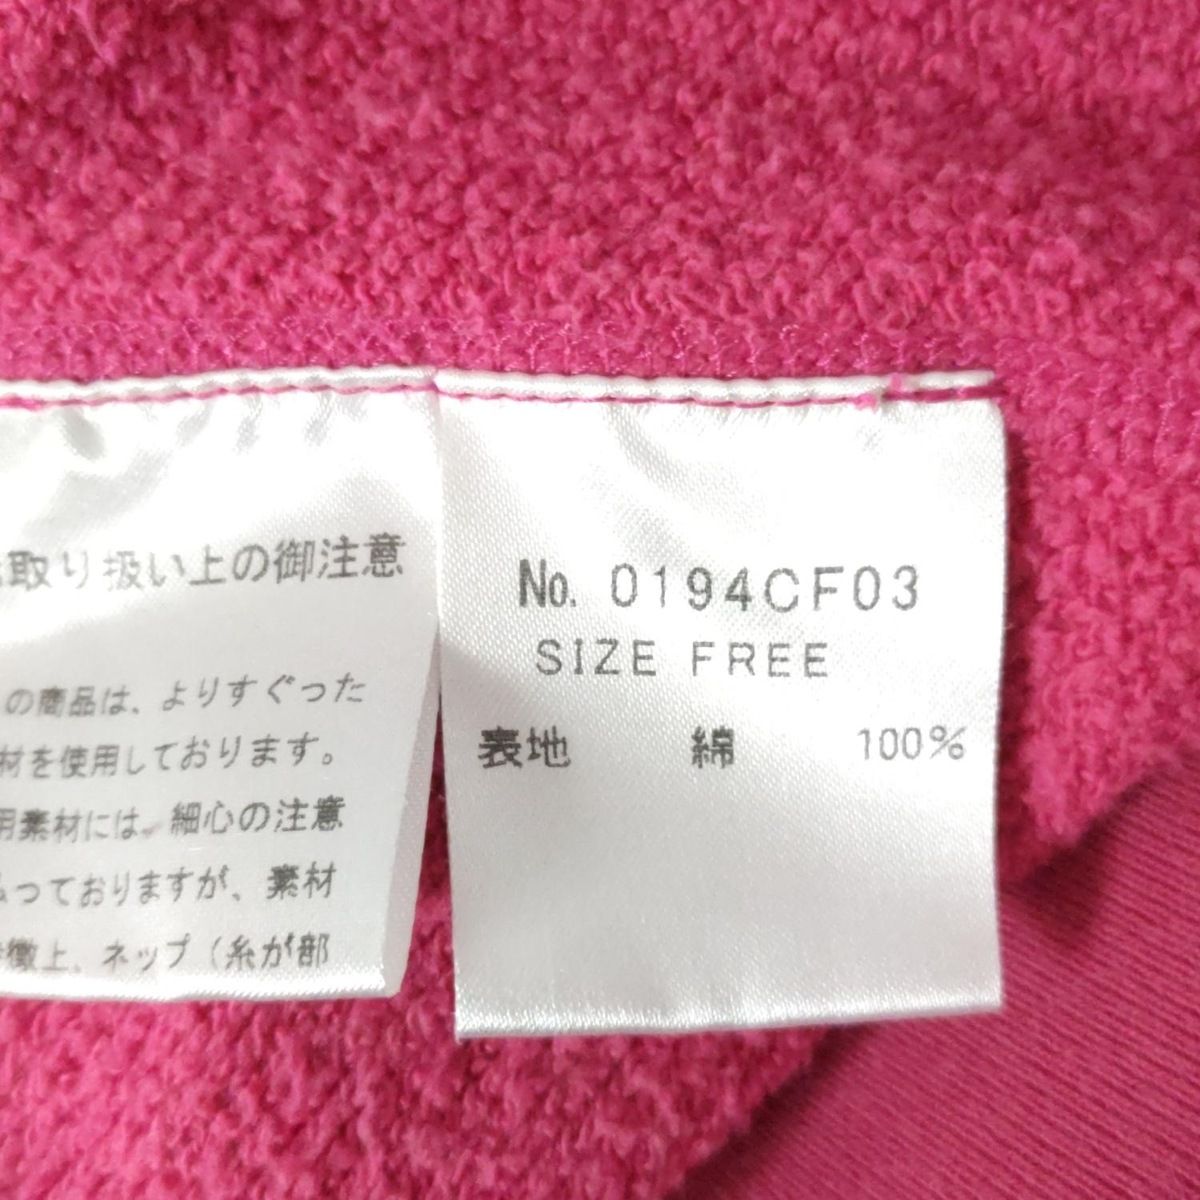 取り扱い上の御注意
の商品は、よりすぐった
材を使用しております。
用素材には、細心の注意
っておりますが、素材
徴上、ネップ（糸が部
No. 0194CF03
SIZE FREE
表地 綿 100%